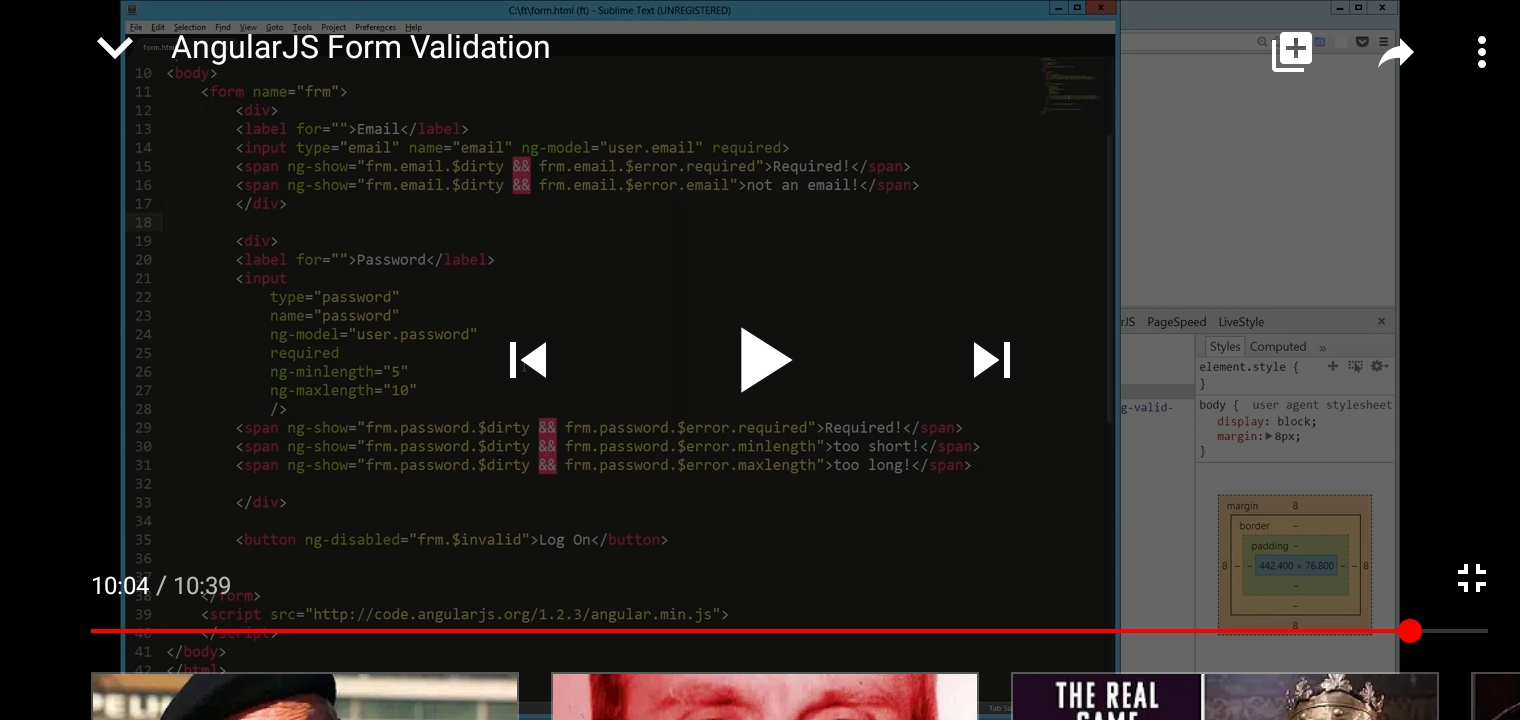 C:\ft\form.html (ft) - Sublime Text (UNREGISTERED)
File Edit Selection Find View Goto Tools Project Preferences Help
AngularJS Form Validation
10 <body>
11 <form name="frm">
12 <div>
13 <label for="">Email</label>
14 <input type="email" name="email" ng-model="user.email" required>
15 <span ng-show="frm.email.$dirty && frm.email.$error.required">Required!</span>
16 <span ng-show="frm.email.$dirty && frm.email.$error.email">not an email!</span>
17 </div>
18
19 <div>
20 <label for="">Password</label>
21 <input
22 type="password"
23 name="password"
24 ng-model="user.password"
25 required
26 ng-minlength="5"
27 ng-maxlength="10"
28 />
29 <span ng-show="frm.password.$dirty && frm.password.$error.required">Required!</span>
30 <span ng-show="frm.password.$dirty && frm.password.$error.minlength">too short!</span>
31 <span ng-show="frm.password.$dirty && frm.password.$error.maxlength">too long!</span>
32
33 </div>
34
35 <button ng-disabled="frm.$invalid">Log On</button>
36
10:04 / 10:39
38 </form>
39 <script src="http://code.angularjs.org/1.2.3/angular.min.js">
40 </script>
41 </body>
42 </html>
rJS PageSpeed LiveStyle
Styles Computed »
element.style {
}
g-valid-
body { user agent stylesheet
display: block;
margin: 8px;
}
margin 8
border –
padding –
8 – – 442.400 × 76.800 – – 8
–
–
8
THE REAL
GAME
Tab Si